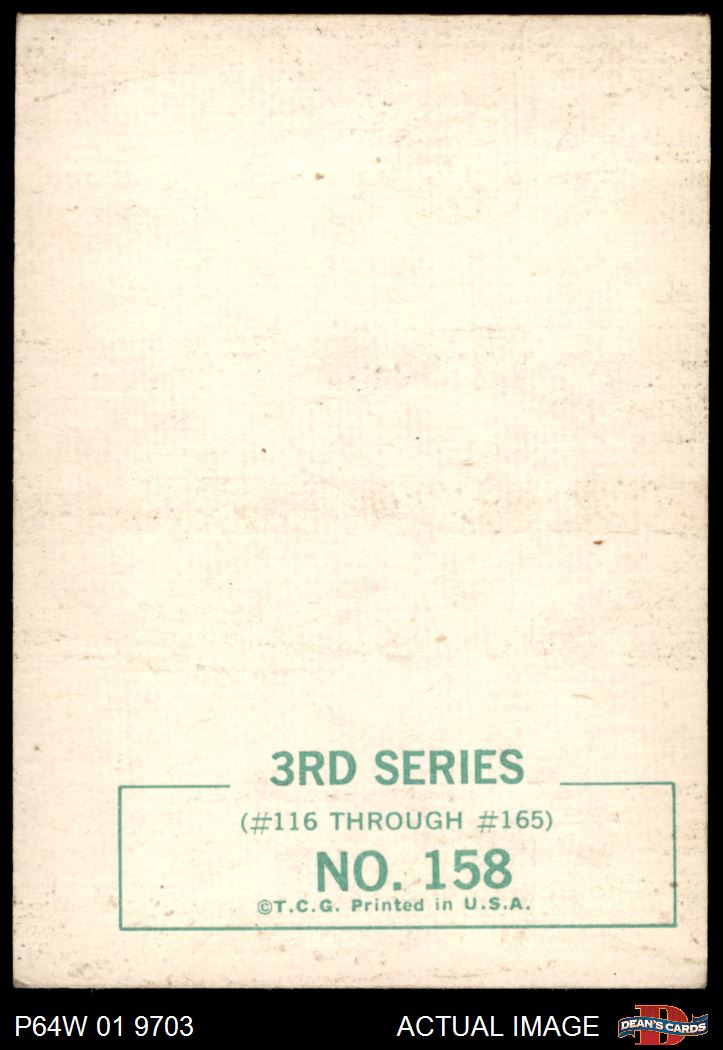 3RD SERIES
(#116 THROUGH #165)
NO. 158
©T.C.G. Printed in U.S.A.
P64W 01 9703
ACTUAL IMAGE
D
DEAN'S CARDS